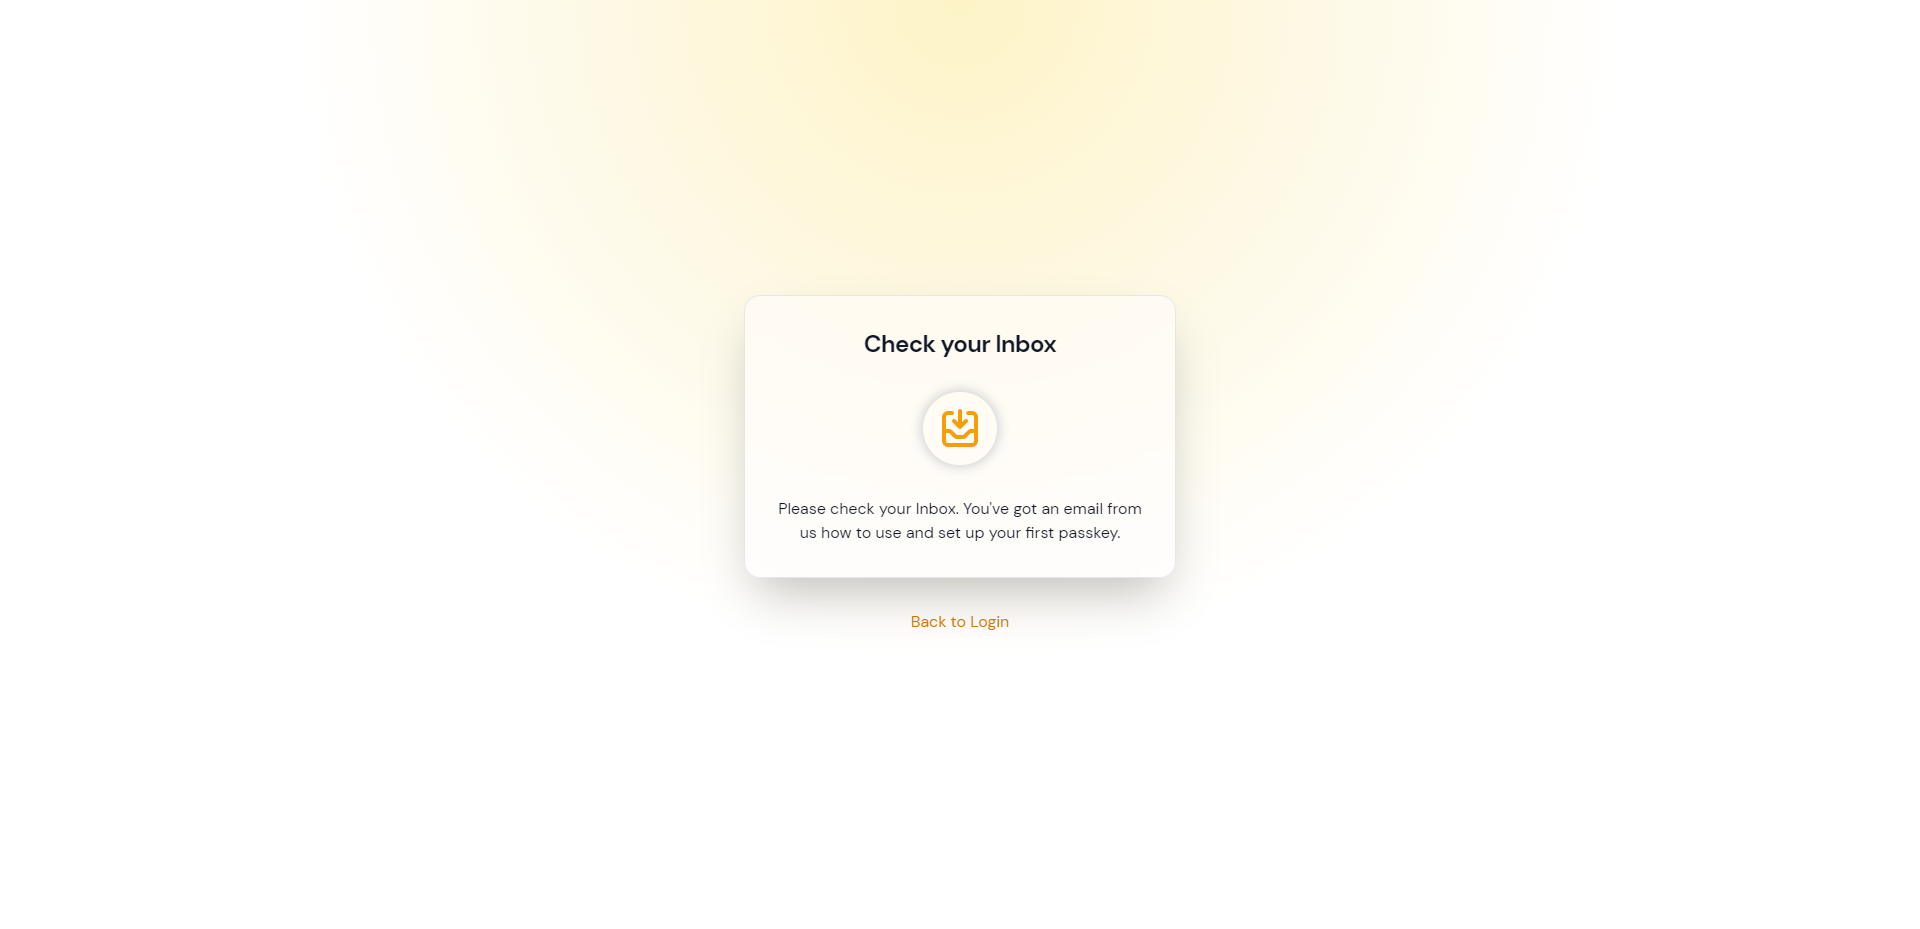 Check your Inbox
Please check your Inbox. You've got an email from
us how to use and set up your first passkey.
Back to Login